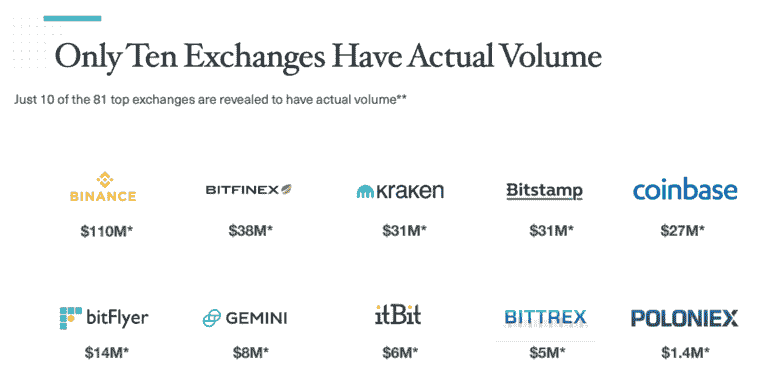 Only Ten Exchanges Have Actual Volume
Just 10 of the 81 top exchanges are revealed to have actual volume**
BINANCE
BITFINEX
kraken
Bitstamp
coinbase
$110M*
$38M*
$31M*
$31M*
$27M*
bitFlyer
GEMINI
itBit
BITTREX
POLONIEX
$14M*
$8M*
$6M*
$5M*
$1.4M*